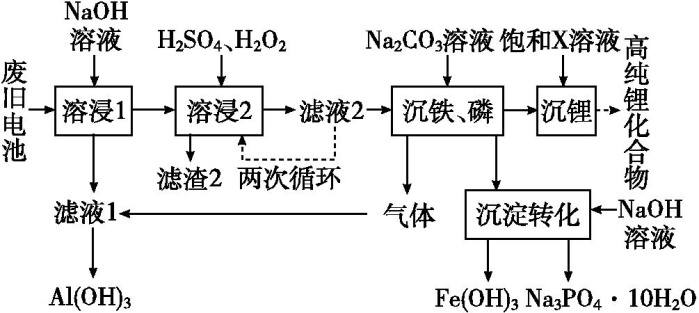 NaOH
溶液
H₂SO₄、H₂O₂
Na₂CO₃溶液
饱和X溶液
高纯锂化合物
废旧电池
溶浸1
溶浸2
滤液2
沉铁、磷
沉锂
滤渣2
两次循环
滤液1
气体
沉淀转化
NaOH
溶液
Al(OH)₃
Fe(OH)₃
Na₃PO₄·10H₂O